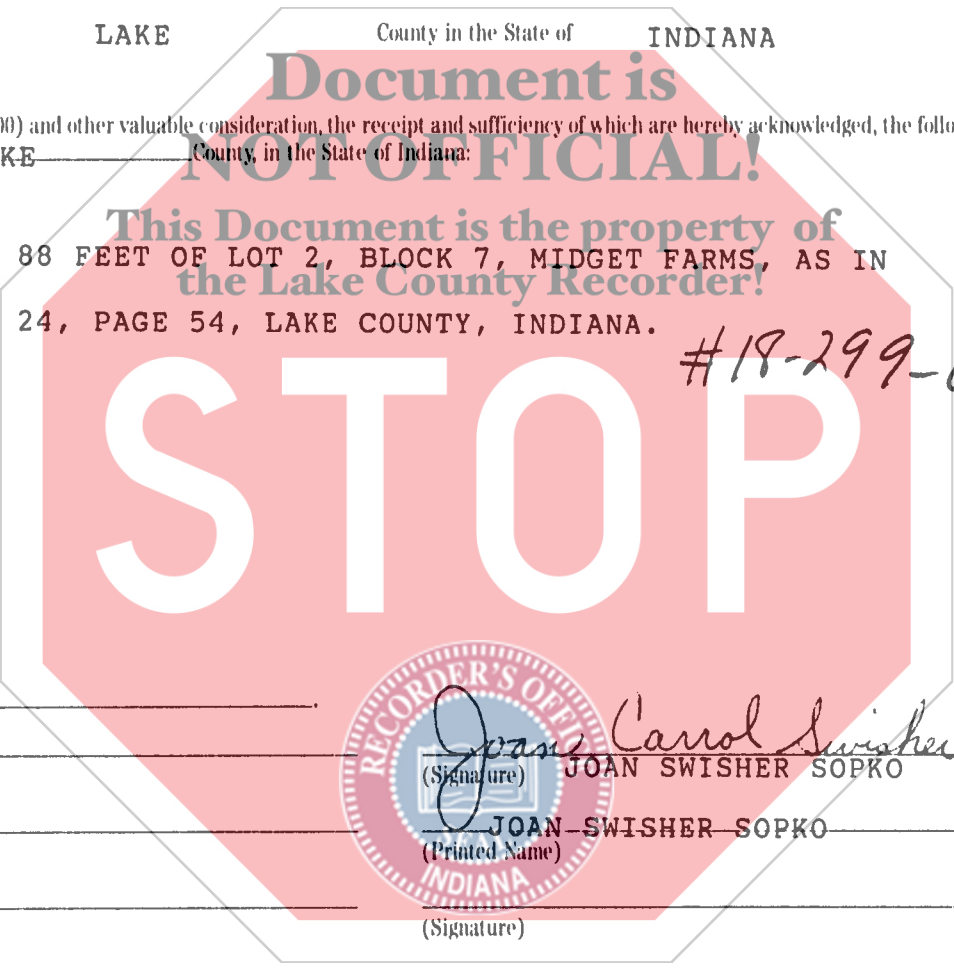 LAKE County in the State of INDIANA
Document is
00) and other valuable consideration, the receipt and sufficiency of which are hereby acknowledged, the follo
KE County, in the State of Indiana:
NOT OFFICIAL!
This Document is the property of
88 FEET OF LOT 2, BLOCK 7, MIDGET FARMS, AS IN
the Lake County Recorder!
24, PAGE 54, LAKE COUNTY, INDIANA.
#18-299-
STOP
RECORDER'S OFFIC
Joan Carrol Swisher
(Signature) JOAN SWISHER SOPKO
JOAN SWISHER SOPKO
(Printed Name)
INDIANA
(Signature)